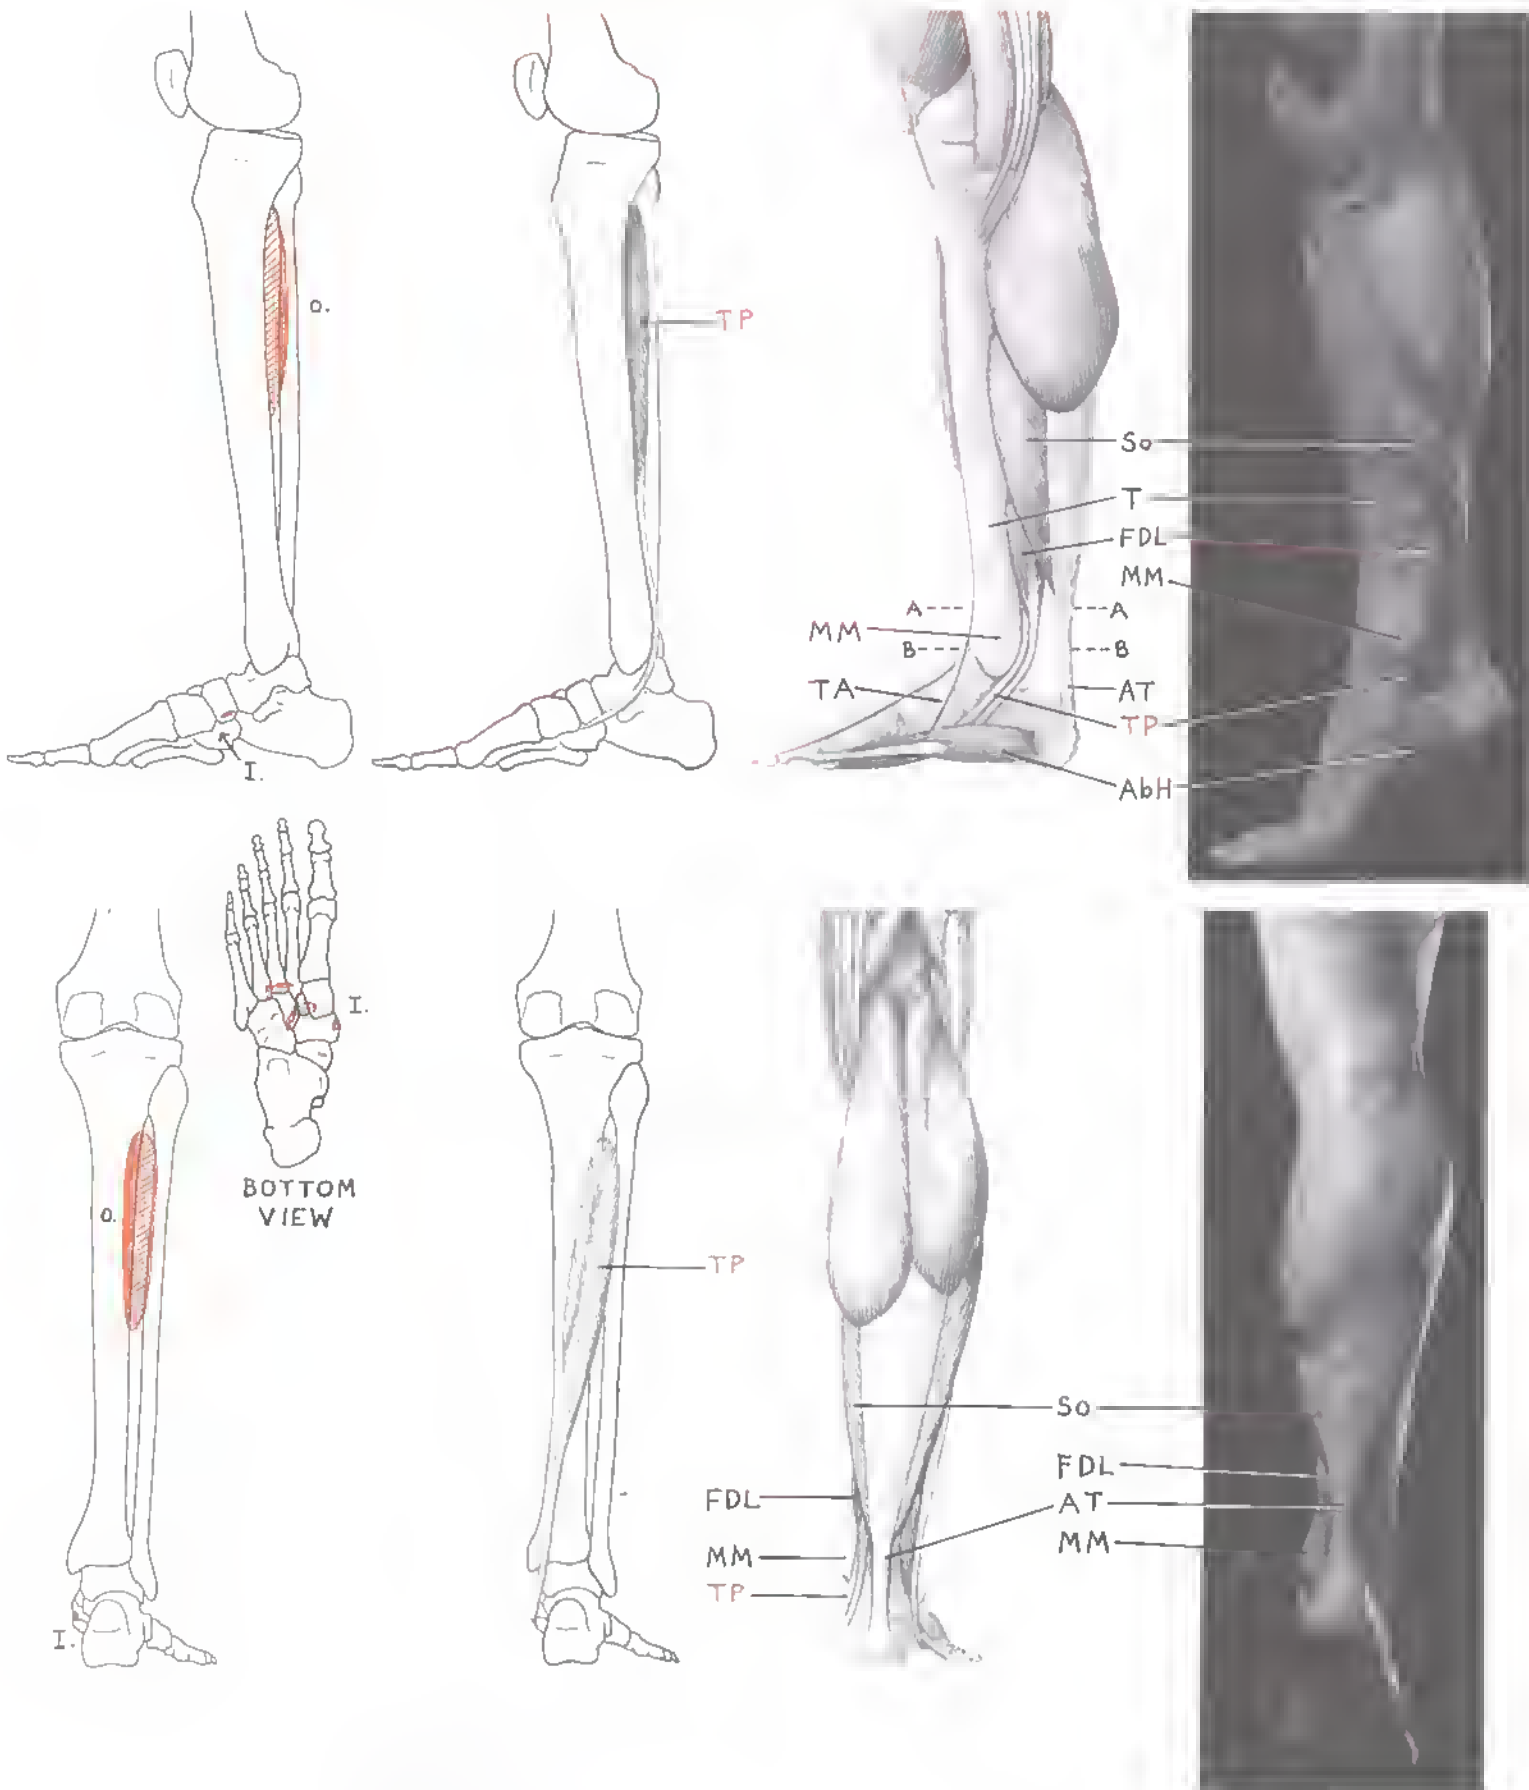 O.
TP
So
T
FDL
MM
A
A
MM
B
B
TA
AT
TP
I.
AbH
I.
BOTTOM
VIEW
O.
TP
So
FDL
FDL
AT
MM
MM
TP
I.